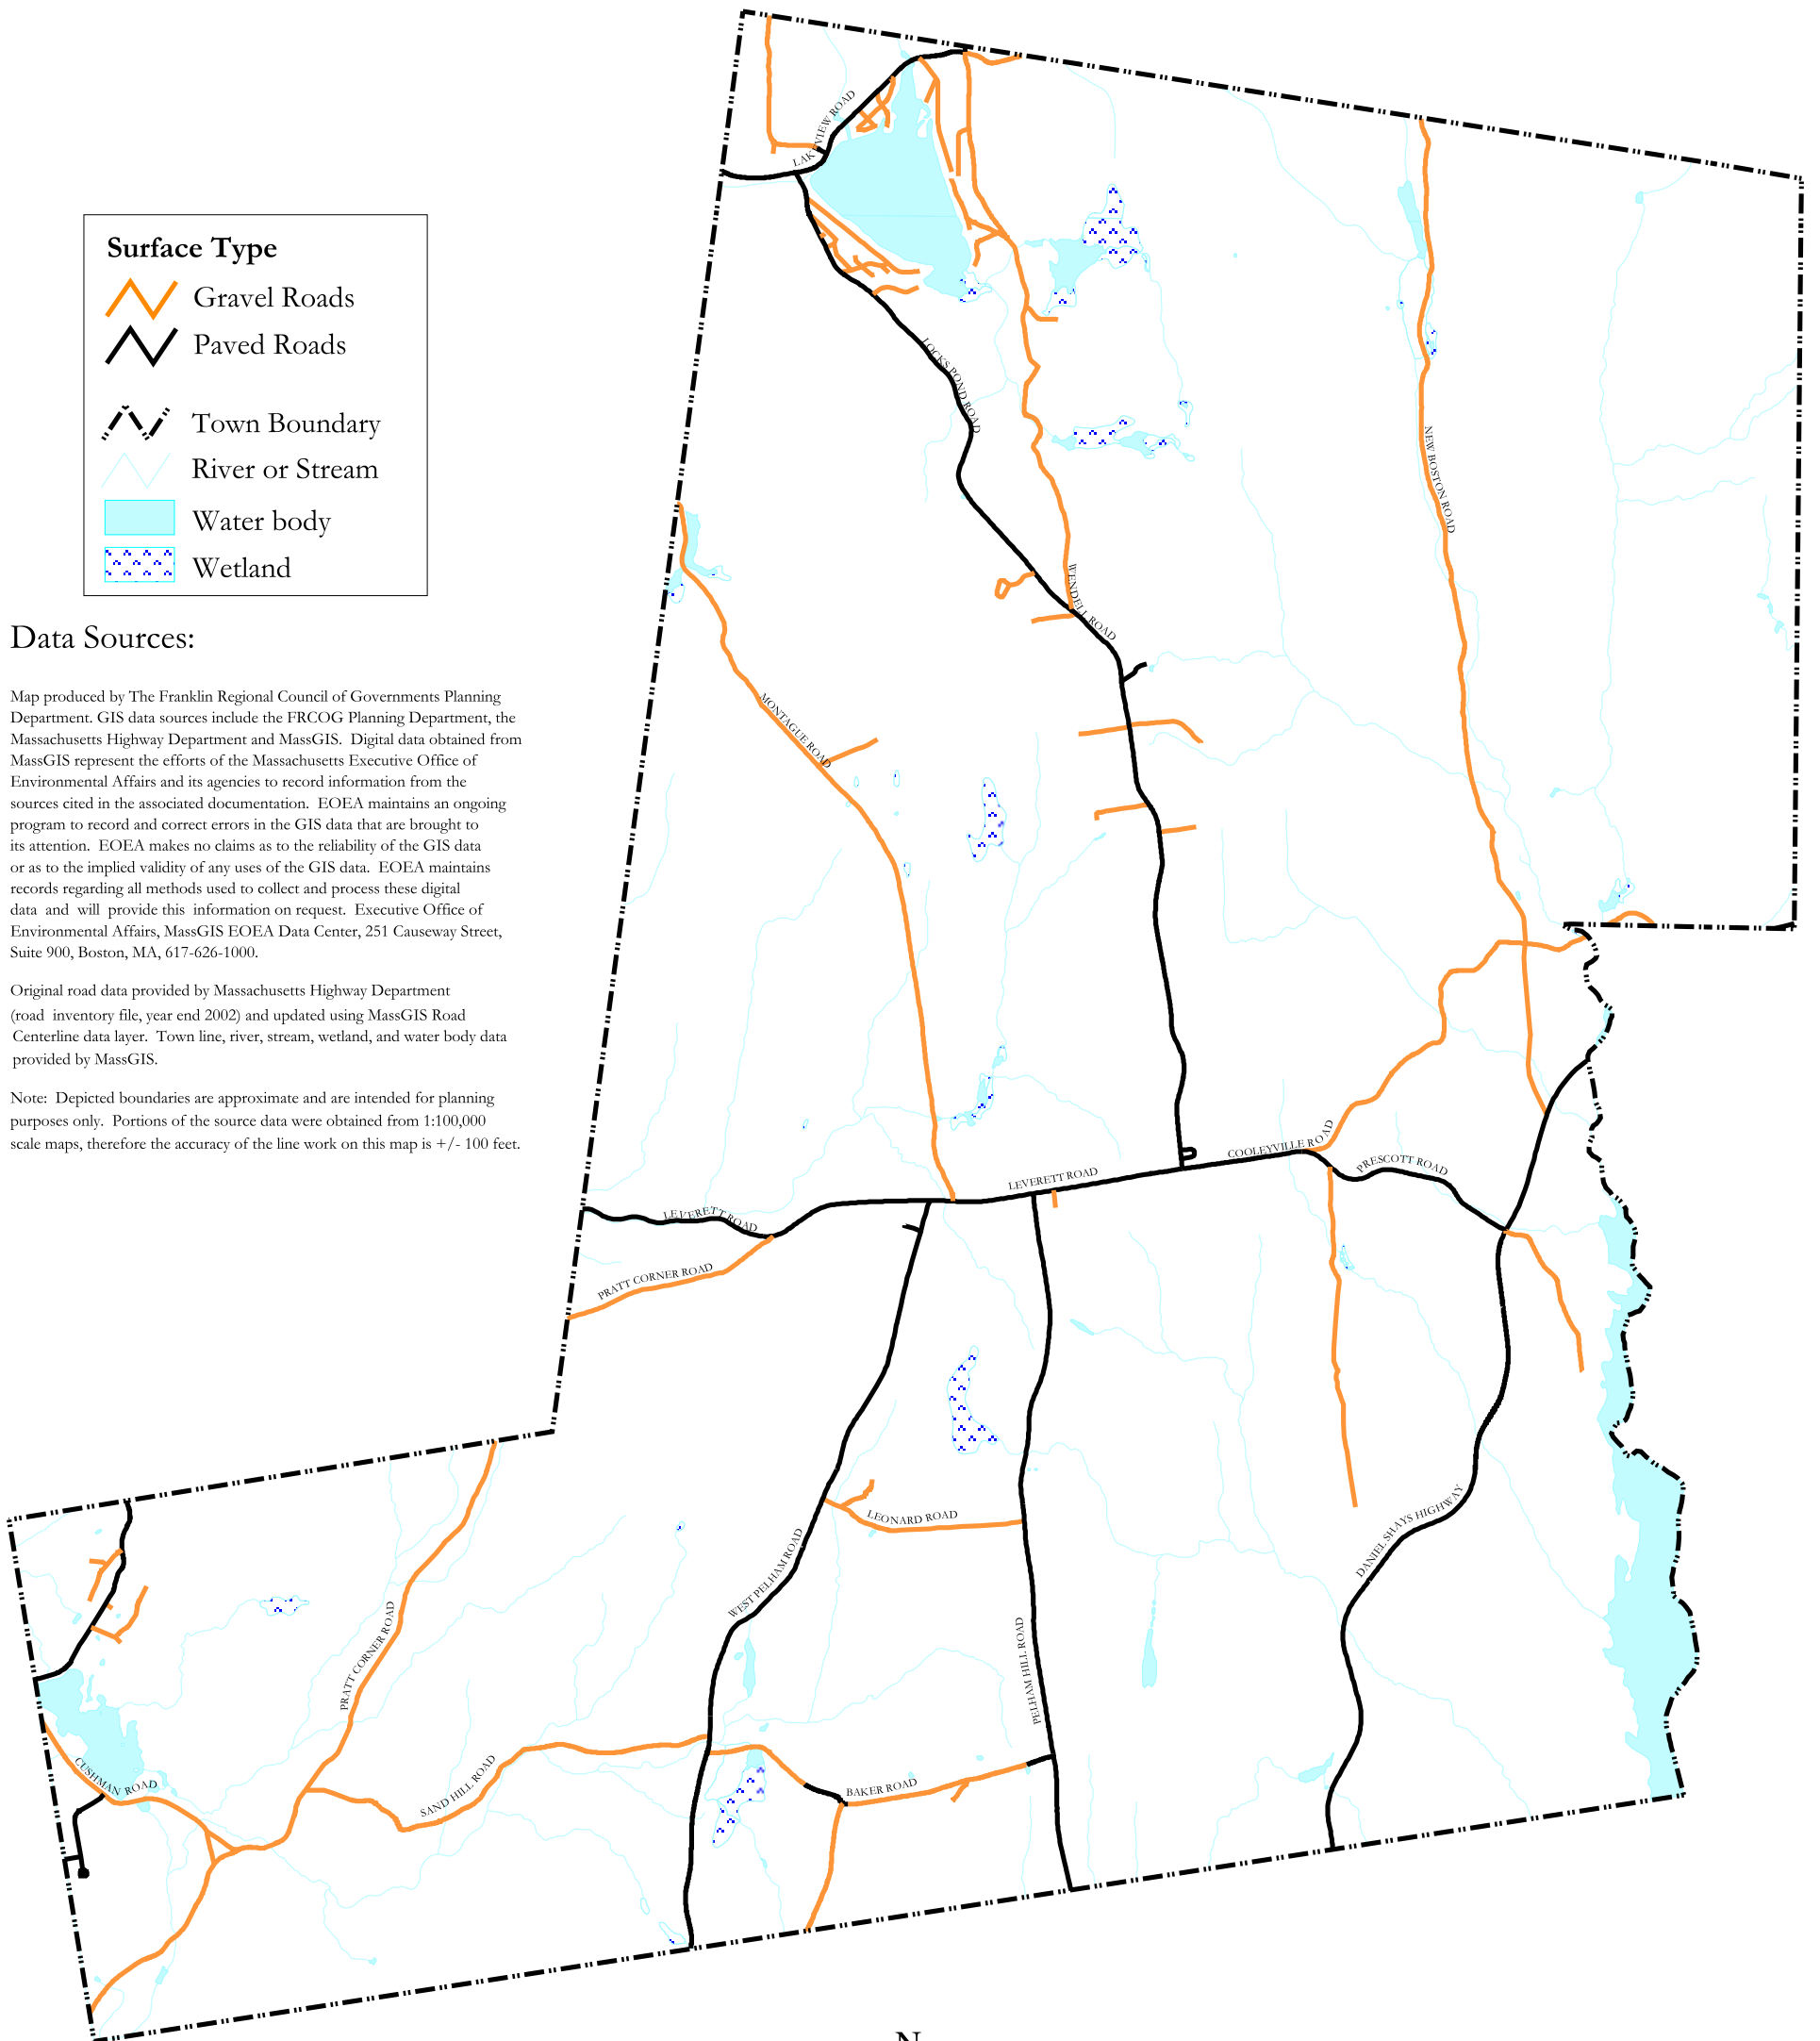 Surface Type
Gravel Roads
Paved Roads
Town Boundary
River or Stream
Water body
Wetland
Data Sources:
Map produced by The Franklin Regional Council of Governments Planning
Department. GIS data sources include the FRCOG Planning Department, the
Massachusetts Highway Department and MassGIS.  Digital data obtained from
MassGIS represent the efforts of the Massachusetts Executive Office of
Environmental Affairs and its agencies to record information from the
sources cited in the associated documentation.  EOEA maintains an ongoing
program to record and correct errors in the GIS data that are brought to
its attention.  EOEA makes no claims as to the reliability of the GIS data
or as to the implied validity of any uses of the GIS data.  EOEA maintains
records regarding all methods used to collect and process these digital
data  and  will  provide this  information on request.  Executive Office of
Environmental Affairs, MassGIS EOEA Data Center, 251 Causeway Street,
Suite 900, Boston, MA, 617-626-1000.
Original road data provided by Massachusetts Highway Department
(road  inventory file, year end 2002) and updated using MassGIS Road
Centerline data layer.  Town line, river, stream, wetland, and water body data
provided by MassGIS.
Note:  Depicted boundaries are approximate and are intended for planning
purposes only.  Portions of the source data were obtained from 1:100,000
scale maps, therefore the accuracy of the line work on this map is +/- 100 feet.
LAKEVIEW ROAD
LOCKS POND ROAD
NEW BOSTON ROAD
WENDELL ROAD
MONTAGUE ROAD
COOLEYVILLE ROAD
PRESCOTT ROAD
LEVERETT ROAD
LEVERETT ROAD
PRATT CORNER ROAD
LEONARD ROAD
DANIEL SHAYS HIGHWAY
WEST PELHAM ROAD
PRATT CORNER ROAD
PELHAM HILL ROAD
SAND HILL ROAD
CUSHMAN ROAD
BAKER ROAD
N